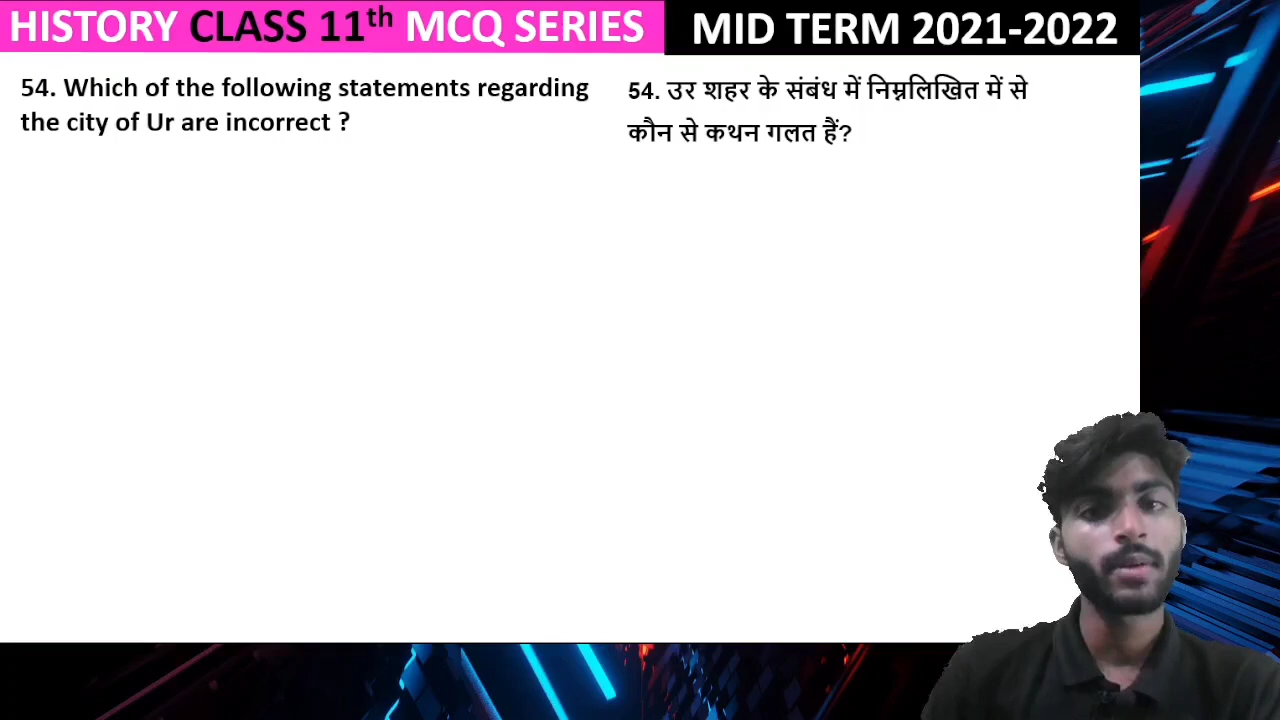 HISTORY CLASS 11th MCQ SERIES
MID TERM 2021-2022
54. Which of the following statements regarding
the city of Ur are incorrect ?
54. उर शहर के संबंध में निम्नलिखित में से
कौन से कथन गलत हैं?